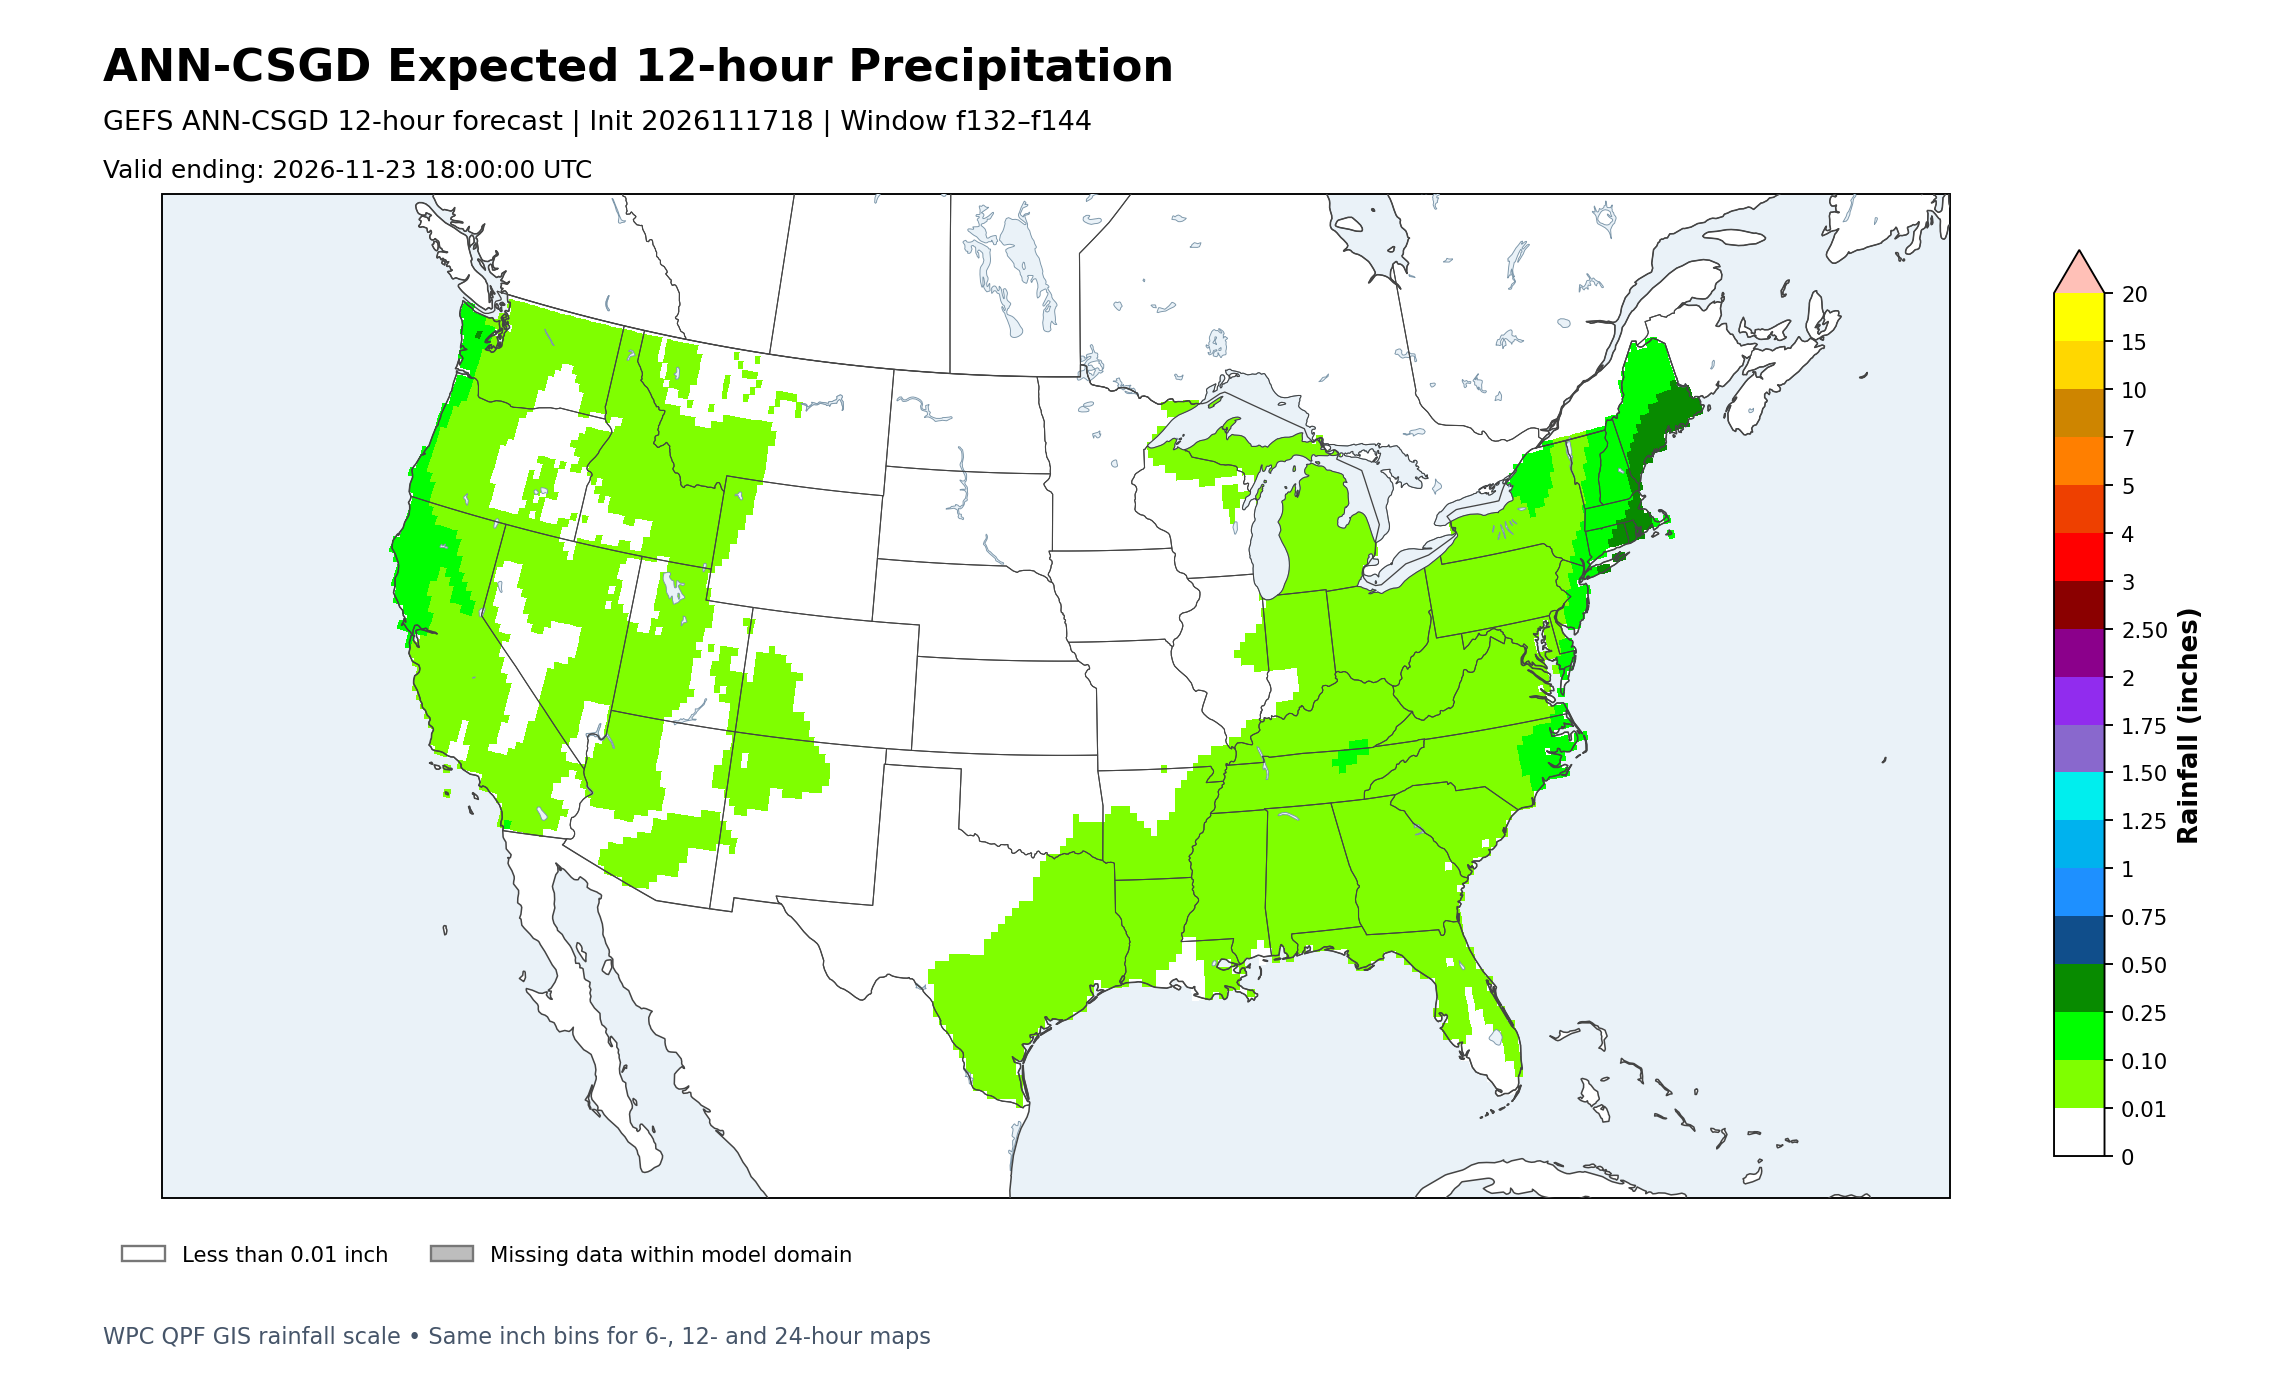 ANN-CSGD Expected 12-hour Precipitation
GEFS ANN-CSGD 12-hour forecast | Init 2026111718 | Window f132–f144
Valid ending: 2026-11-23 18:00:00 UTC
20
15
10
7
5
4
3
2.50
2
1.75
1.50
1.25
1
0.75
0.50
0.25
0.10
0.01
0
Rainfall (inches)
Less than 0.01 inch
Missing data within model domain
WPC QPF GIS rainfall scale • Same inch bins for 6-, 12- and 24-hour maps